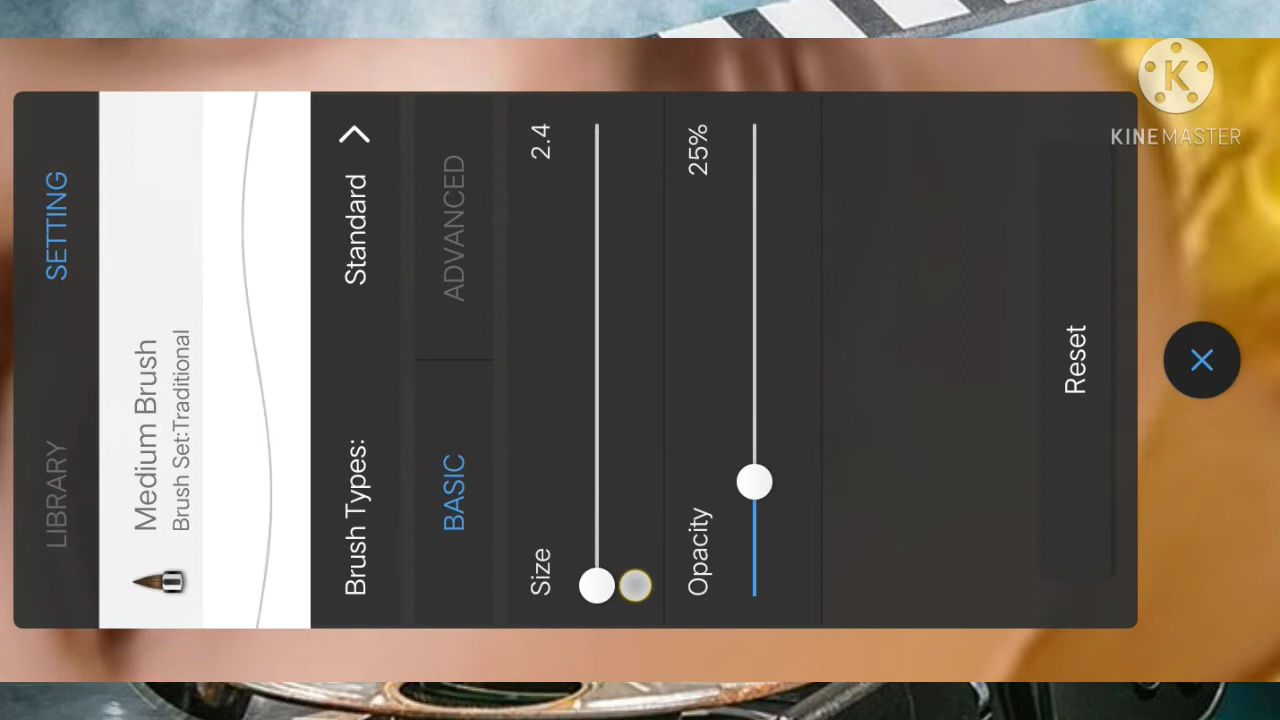 LIBRARY SETTING
Medium Brush
Brush Set:Traditional
Brush Types: Standard
BASIC ADVANCED
Size 2.4
Opacity 25%
Reset
K
KINEMASTER